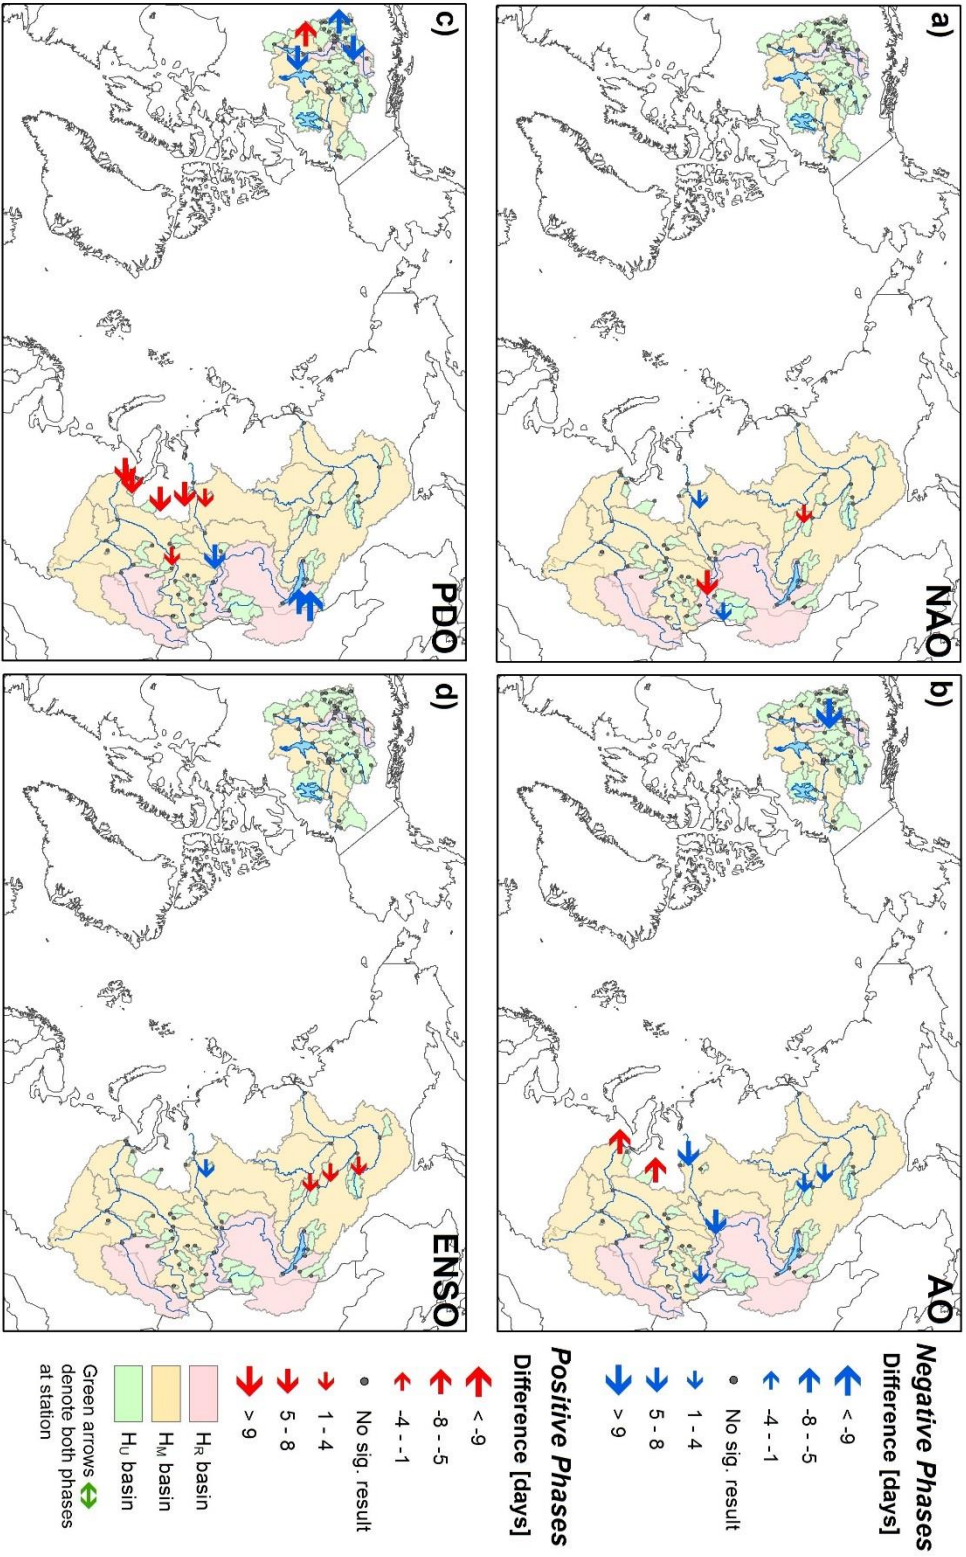 a)
NAO
b)
AO
c)
PDO
d)
ENSO
Negative Phases
Difference [days]
< -9
-8 - -5
-4 - -1
No sig. result
1 - 4
5 - 8
> 9
Positive Phases
Difference [days]
< -9
-8 - -5
-4 - -1
No sig. result
1 - 4
5 - 8
> 9
HR basin
HM basin
HU basin
Green arrows
denote both phases
at station